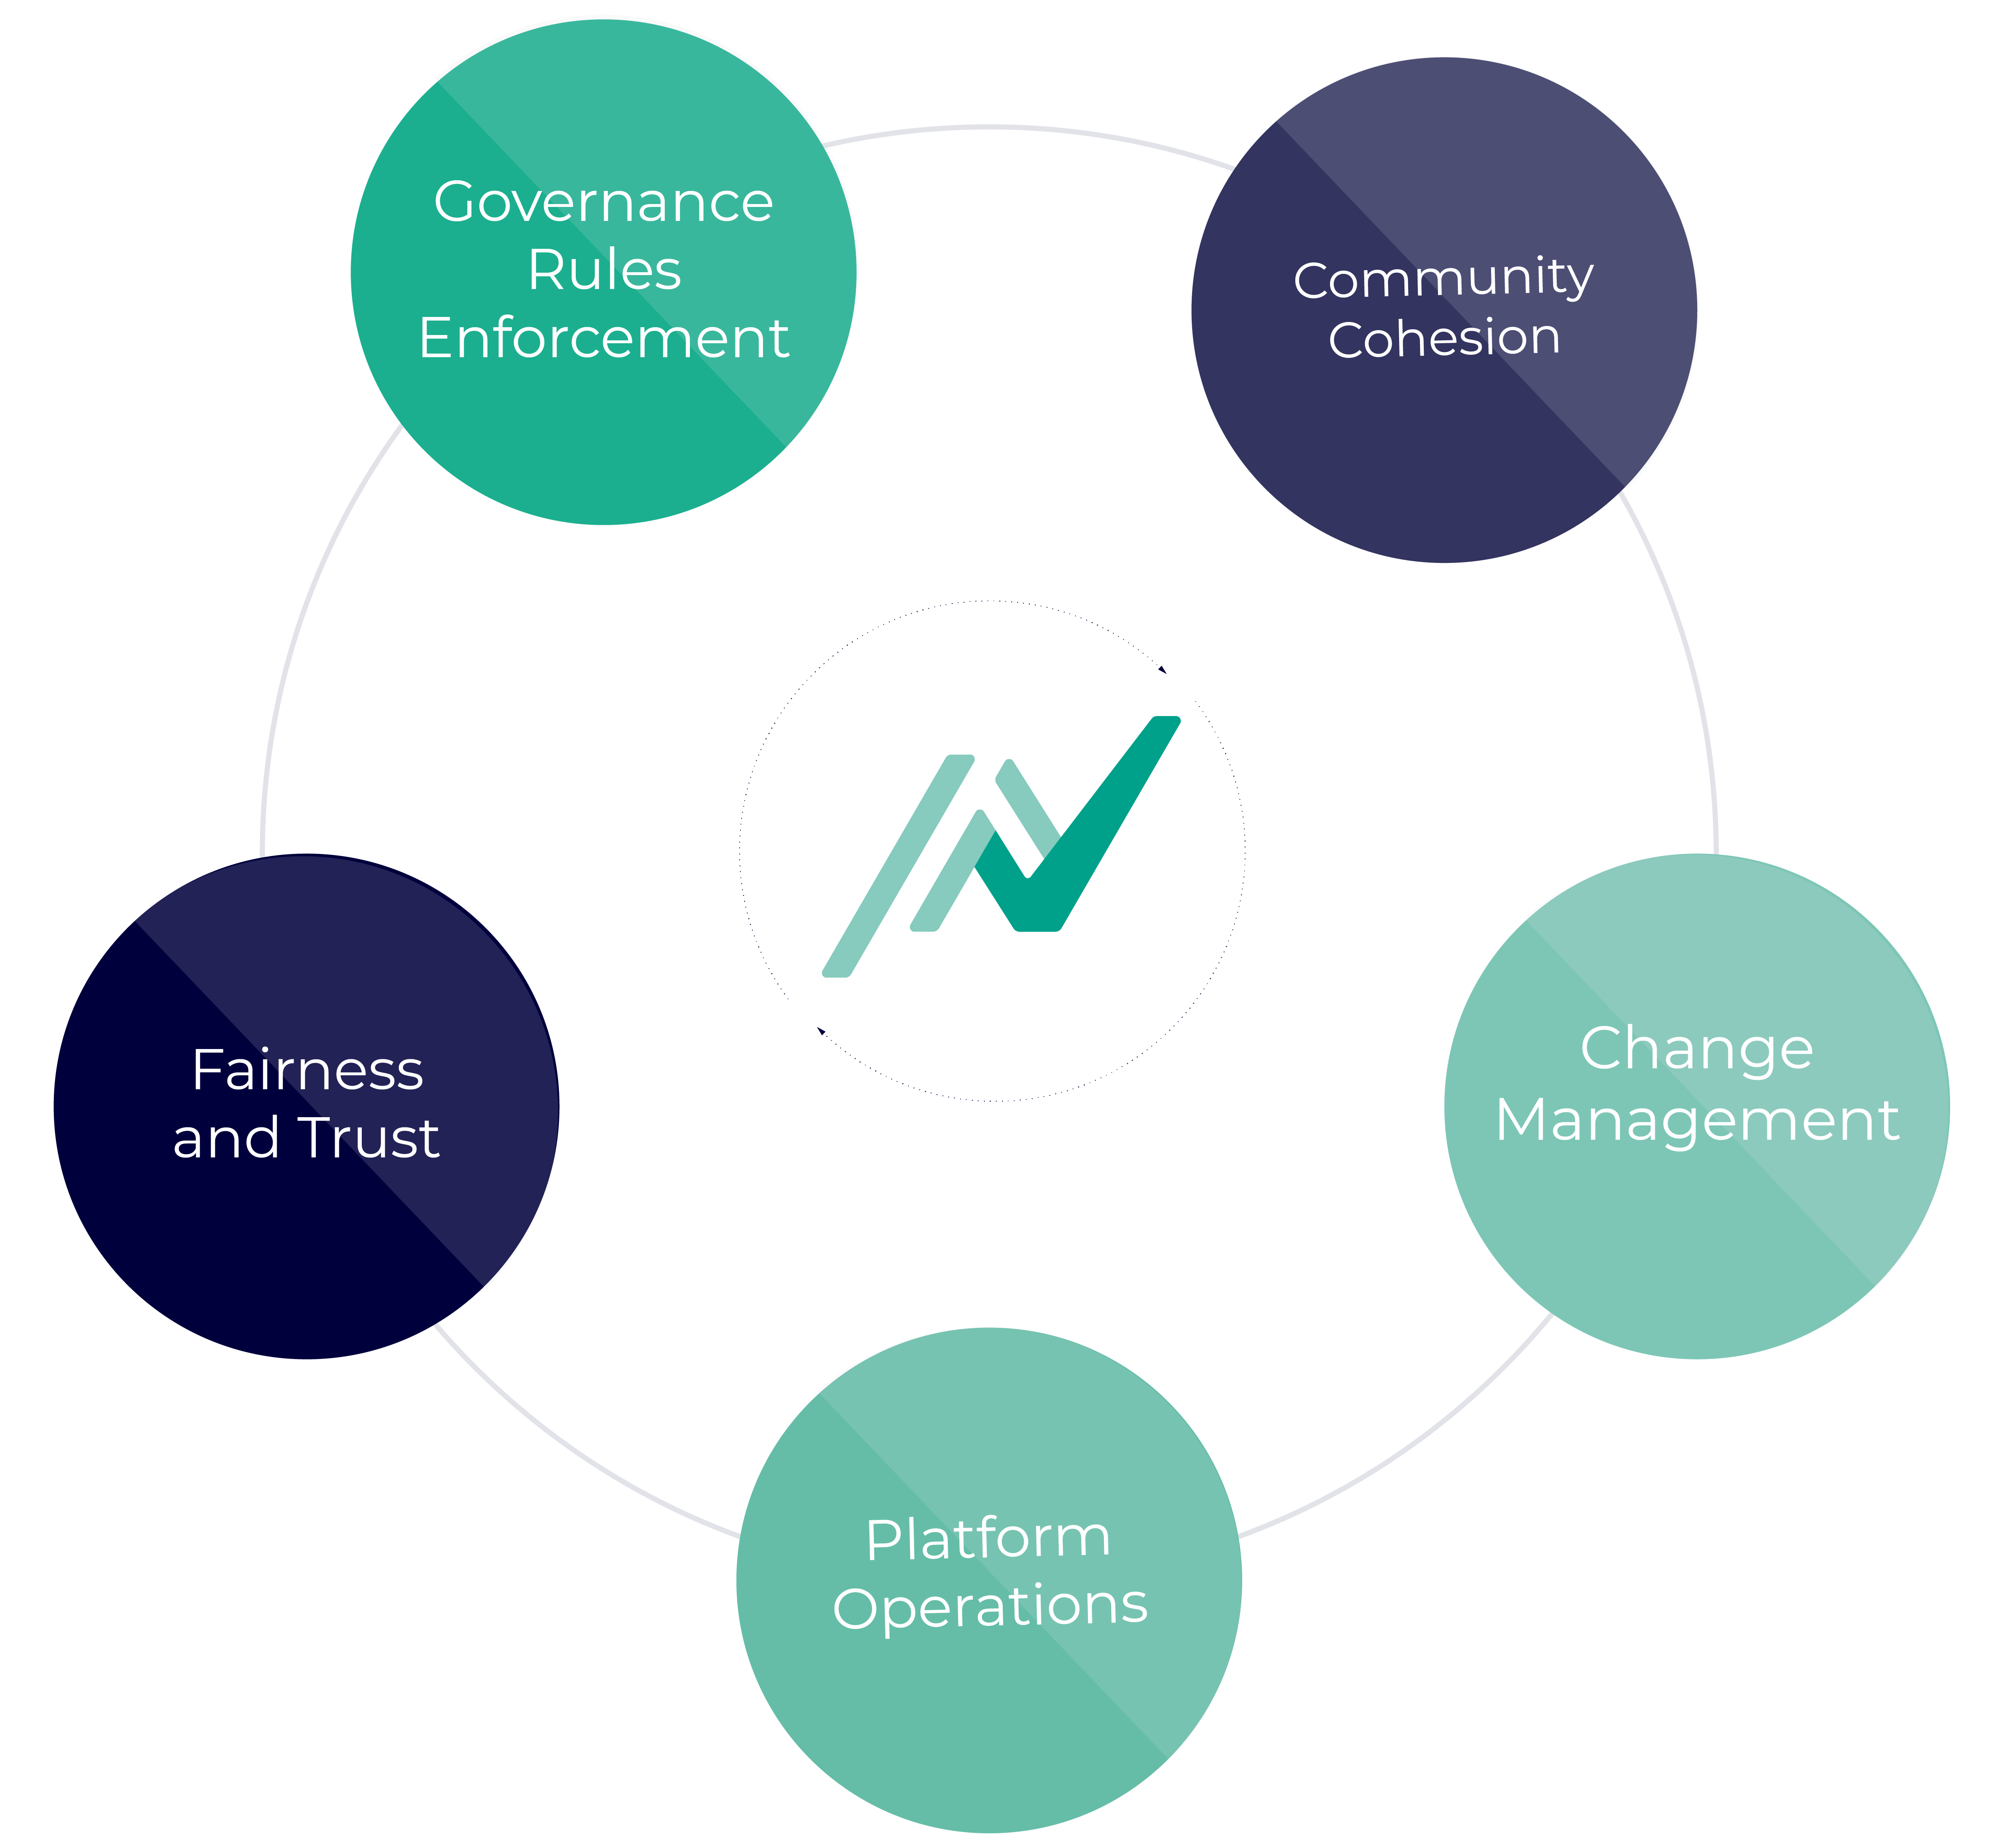 Governance
Rules
Enforcement
Community
Cohesion
Fairness
and Trust
Change
Management
Platform
Operations